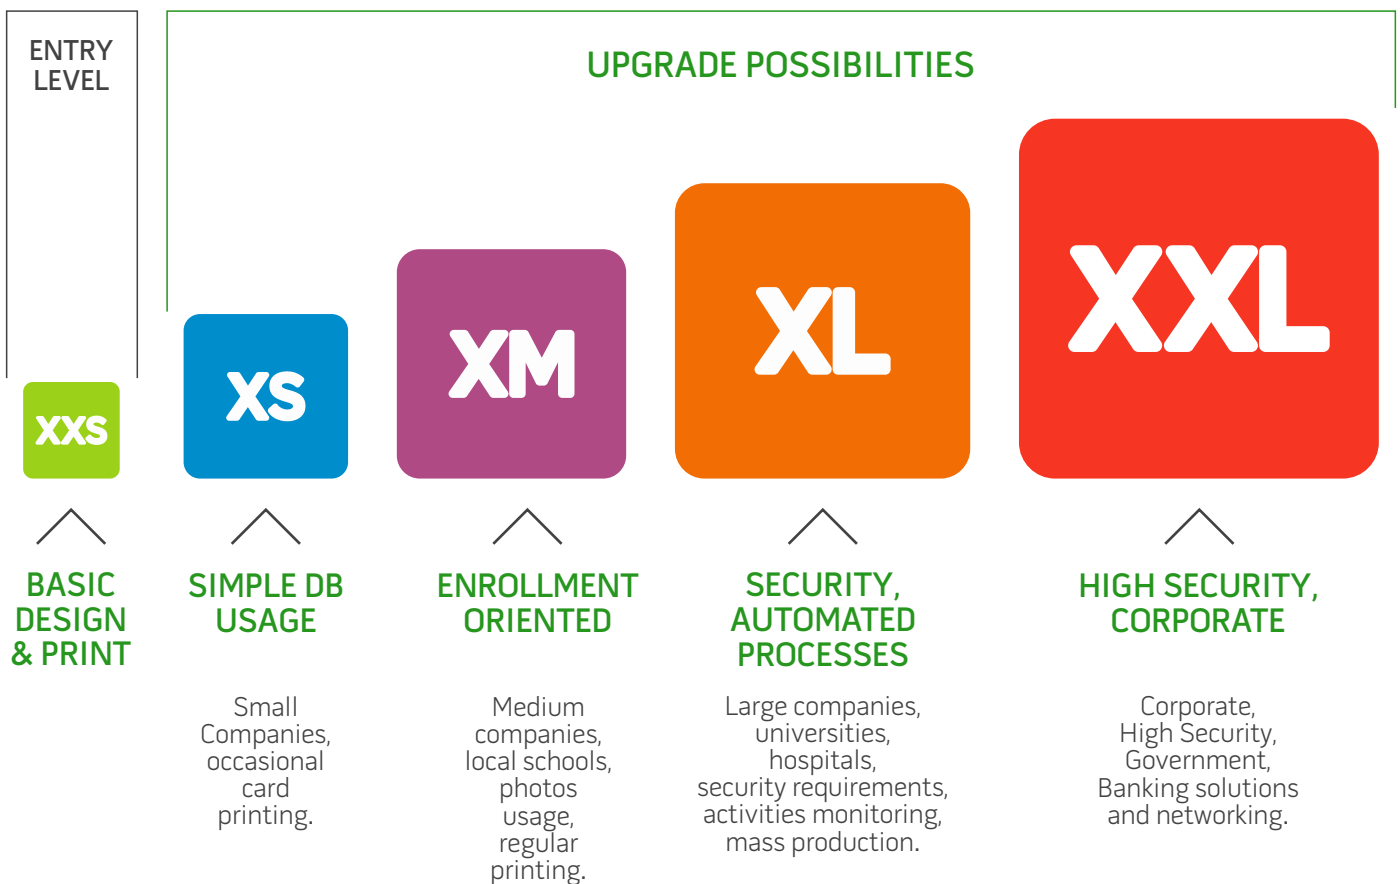 ENTRY
LEVEL
UPGRADE POSSIBILITIES
XXS
XS
XM
XL
XXL
BASIC
DESIGN
& PRINT
SIMPLE DB
USAGE
Small
Companies,
occasional
card
printing.
ENROLLMENT
ORIENTED
Medium
companies,
local schools,
photos
usage,
regular
printing.
SECURITY,
AUTOMATED
PROCESSES
Large companies,
universities,
hospitals,
security requirements,
activities monitoring,
mass production.
HIGH SECURITY,
CORPORATE
Corporate,
High Security,
Government,
Banking solutions
and networking.